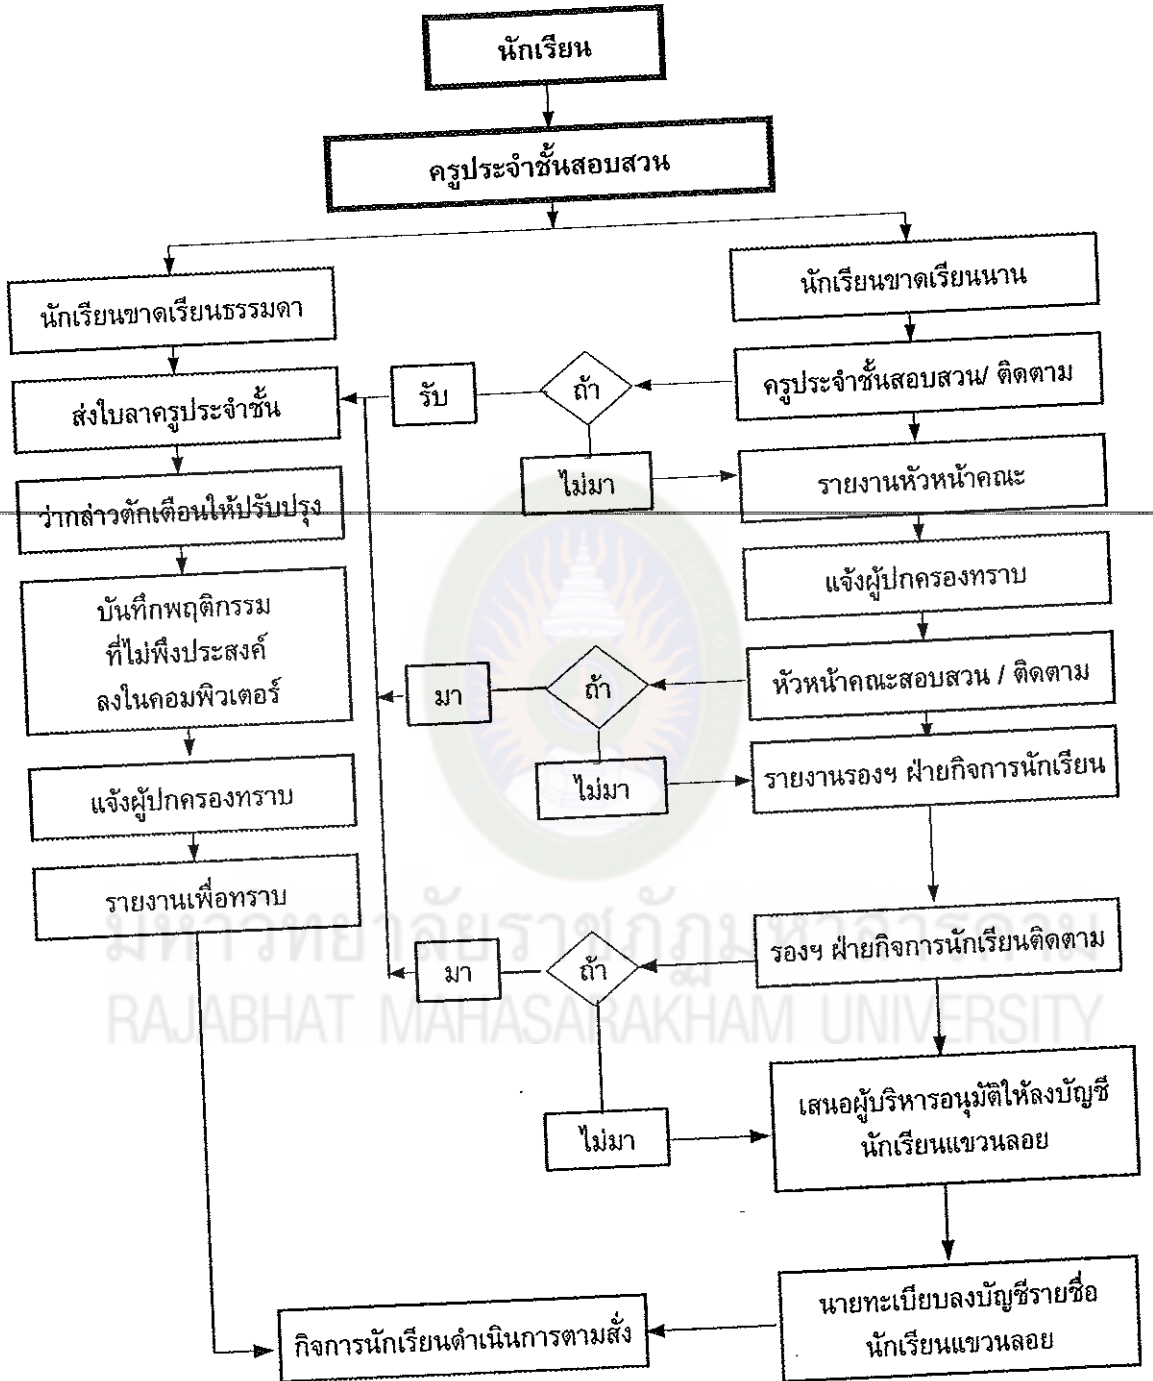 นักเรียน
ครูประจำชั้นสอบสวน
นักเรียนขาดเรียนธรรมดา
นักเรียนขาดเรียนนาน
ส่งใบลาครูประจำชั้น
รับ
ถ้า
ครูประจำชั้นสอบสวน/ ติดตาม
ว่ากล่าวตักเตือนให้ปรับปรุง
ไม่มา
รายงานหัวหน้าคณะ
บันทึกพฤติกรรม
ที่ไม่พึงประสงค์
ลงในคอมพิวเตอร์
แจ้งผู้ปกครองทราบ
มา
ถ้า
หัวหน้าคณะสอบสวน / ติดตาม
แจ้งผู้ปกครองทราบ
ไม่มา
รายงานรองฯ ฝ่ายกิจการนักเรียน
รายงานเพื่อทราบ
มหาวิทยาลัยราชภัฏมหาสารคาม
RAJABHAT MAHASARAKHAM UNIVERSITY
มา
ถ้า
รองฯ ฝ่ายกิจการนักเรียนติดตาม
ไม่มา
เสนอผู้บริหารอนุมัติให้ลงบัญชี
นักเรียนแขวนลอย
กิจการนักเรียนดำเนินการตามสั่ง
นายทะเบียบลงบัญชีรายชื่อ
นักเรียนแขวนลอย